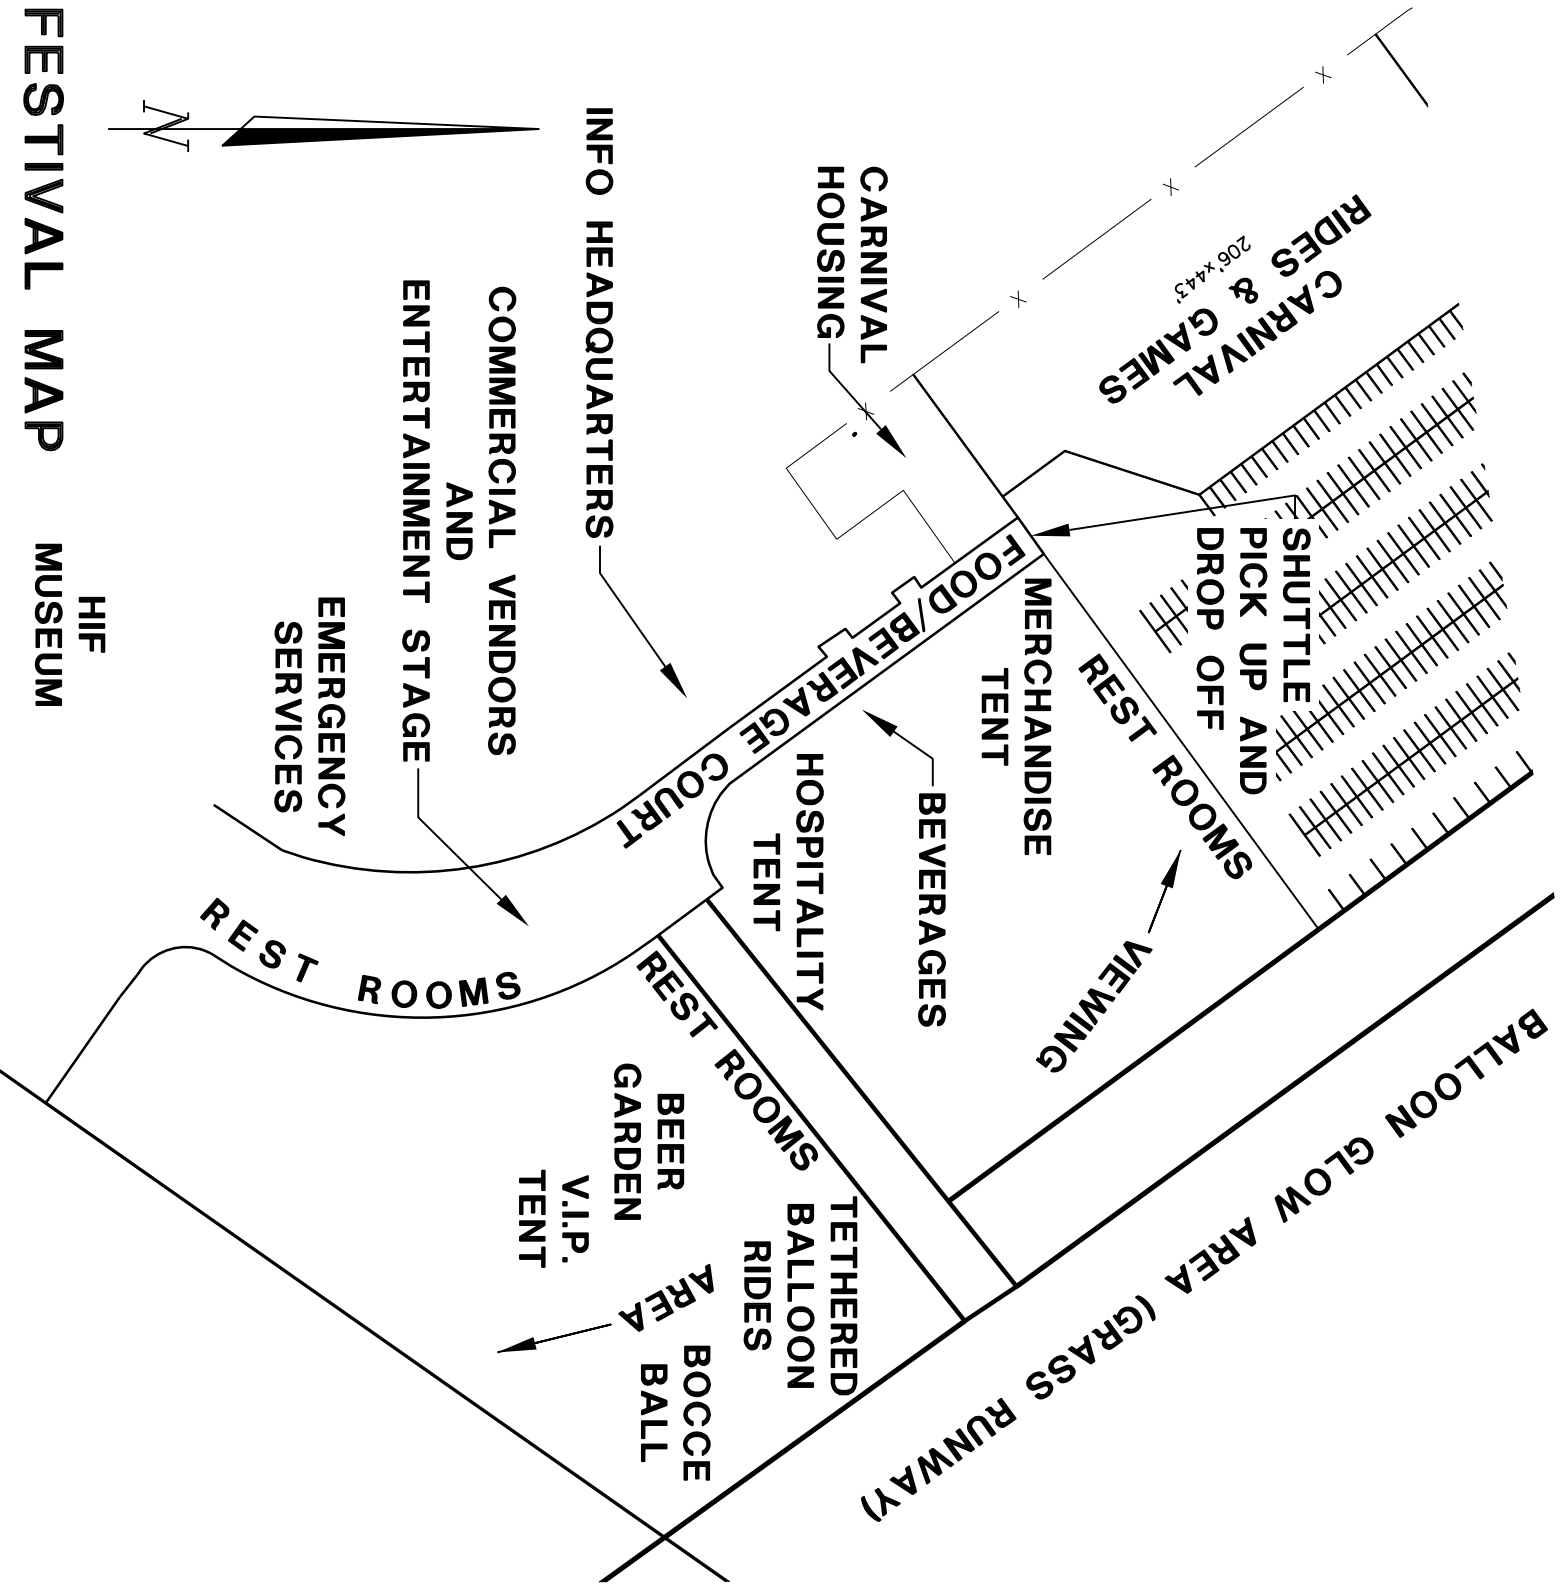 FESTIVAL MAP
N
HIF
MUSEUM
INFO HEADQUARTERS
CARNIVAL
HOUSING
COMMERCIAL VENDORS
AND
ENTERTAINMENT STAGE
EMERGENCY
SERVICES
CARNIVAL
RIDES & GAMES
206'x443'
SHUTTLE
PICK UP AND
DROP OFF
FOOD/BEVERAGE COURT
MERCHANDISE
TENT
REST ROOMS
BEVERAGES
HOSPITALITY
TENT
VIEWING
REST ROOMS
REST ROOMS
BEER
GARDEN
V.I.P.
TENT
TETHERED
BALLOON
RIDES
AREA
BOCCE
BALL
BALLOON GLOW AREA (GRASS RUNWAY)